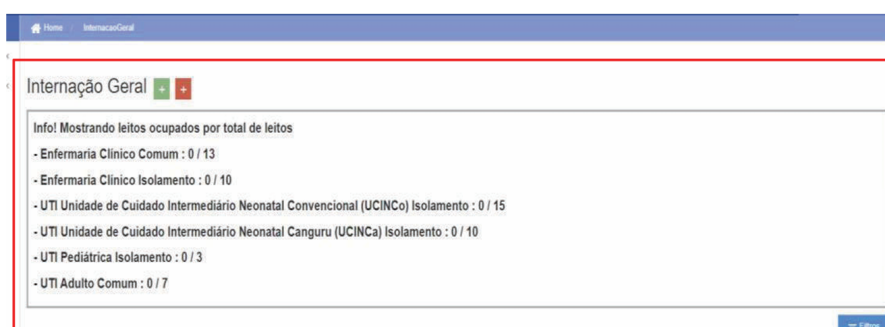 Home / InternacaoGeral
Internação Geral + +
Info! Mostrando leitos ocupados por total de leitos
- Enfermaria Clínico Comum : 0 / 13
- Enfermaria Clínico Isolamento : 0 / 10
- UTI Unidade de Cuidado Intermediário Neonatal Convencional (UCINCo) Isolamento : 0 / 15
- UTI Unidade de Cuidado Intermediário Neonatal Canguru (UCINCa) Isolamento : 0 / 10
- UTI Pediátrica Isolamento : 0 / 3
- UTI Adulto Comum : 0 / 7
Filtros